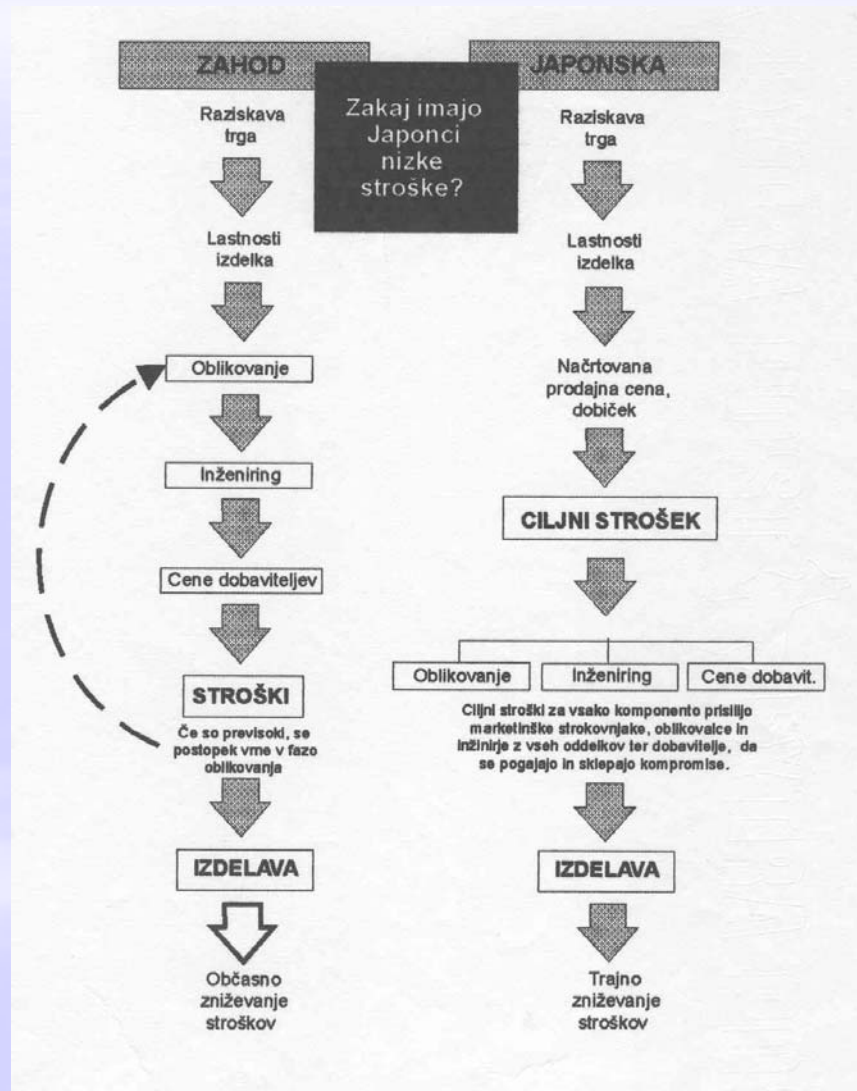 ZAHOD
JAPONSKA
Zakaj imajo
Japonci
nizke
stroške?
Raziskava
trga
Lastnosti
izdelka
Oblikovanje
Inženiring
Cene dobaviteljev
STROŠKI
Če so previsoki, se
postopek vrne v fazo
oblikovanja
IZDELAVA
Občasno
zniževanje
stroškov
Raziskava
trga
Lastnosti
izdelka
Načrtovana
prodajna cena,
dobiček
CILJNI STROŠEK
Oblikovanje
Inženiring
Cene dobavit.
Ciljni stroški za vsako komponento prisilijo
marketinške strokovnjake, oblikovalce in
inžinirje z vseh oddelkov ter dobavitelje, da
se pogajajo in sklepajo kompromise.
IZDELAVA
Trajno
zniževanje
stroškov